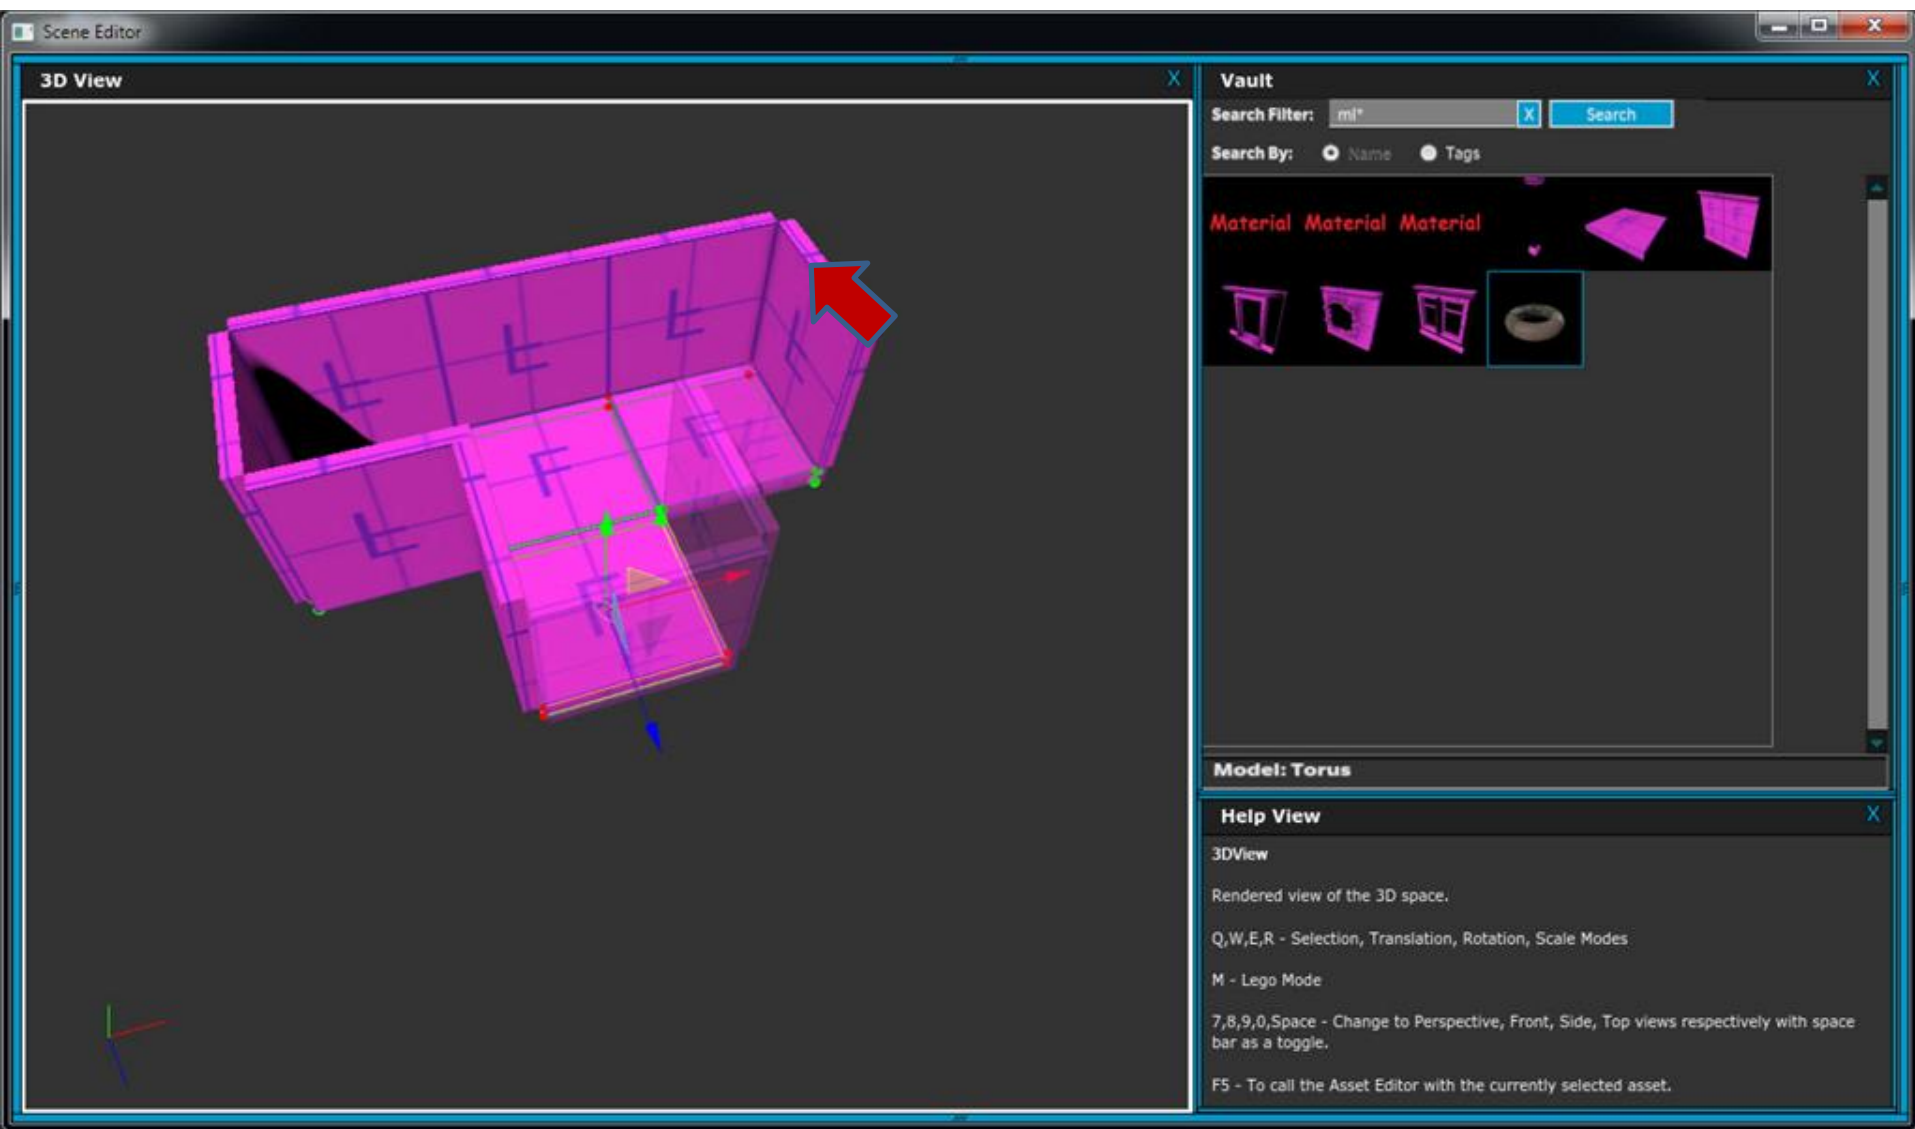 Scene Editor
3D View X
Vault X
Search Filter: ml* X Search
Search By: Name Tags
Material Material Material
Model: Torus
Help View X
3DView
Rendered view of the 3D space.
Q,W,E,R - Selection, Translation, Rotation, Scale Modes
M - Lego Mode
7,8,9,0,Space - Change to Perspective, Front, Side, Top views respectively with space
bar as a toggle.
F5 - To call the Asset Editor with the currently selected asset.